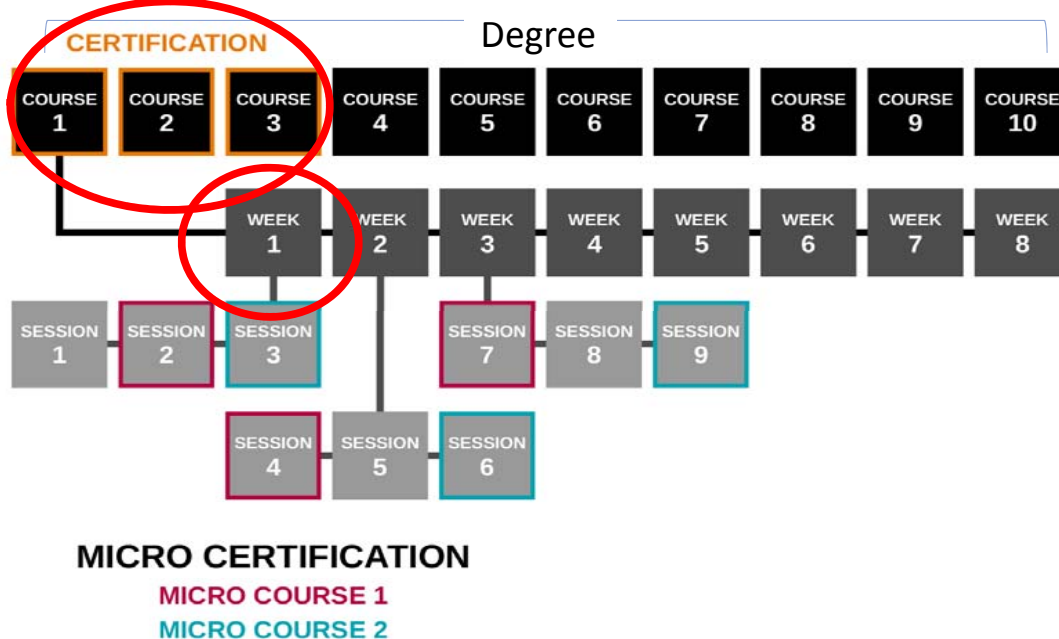 Degree
CERTIFICATION
COURSE 1
COURSE 2
COURSE 3
COURSE 4
COURSE 5
COURSE 6
COURSE 7
COURSE 8
COURSE 9
COURSE 10
WEEK 1
WEEK 2
WEEK 3
WEEK 4
WEEK 5
WEEK 6
WEEK 7
WEEK 8
SESSION 1
SESSION 2
SESSION 3
SESSION 7
SESSION 8
SESSION 9
SESSION 4
SESSION 5
SESSION 6
MICRO CERTIFICATION
MICRO COURSE 1
MICRO COURSE 2